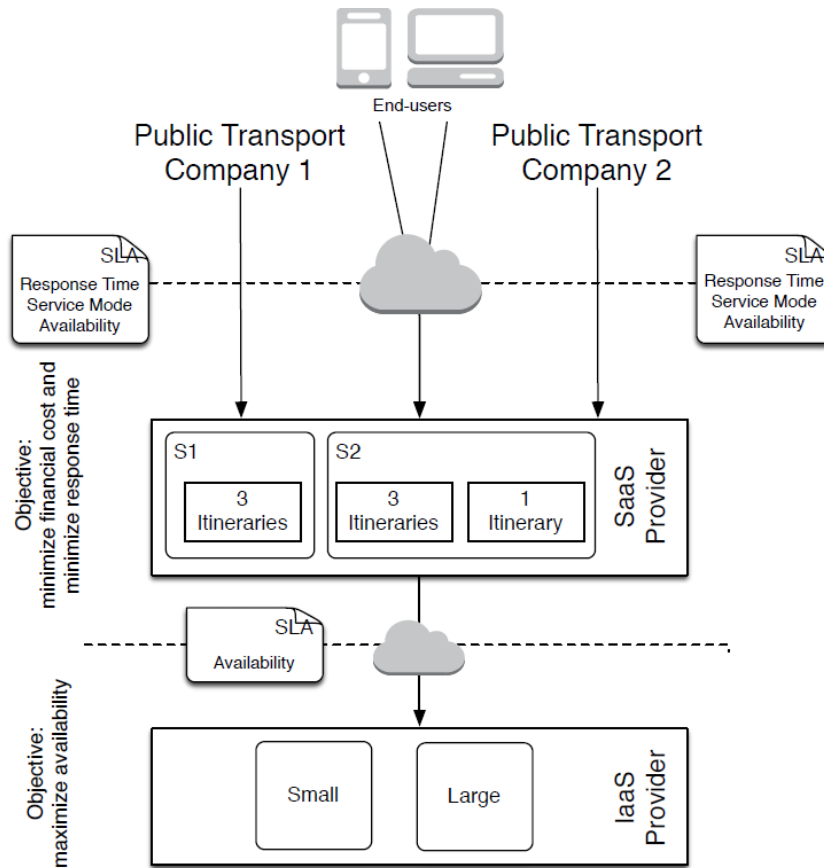 End-users
Public Transport
Company 1
Public Transport
Company 2
SLA
Response Time
Service Mode
Availability
SLA
Response Time
Service Mode
Availability
Objective:
minimize financial cost and
minimize response time
S1
3
Itineraries
S2
3
Itineraries
1
Itinerary
SaaS
Provider
SLA
Availability
Objective:
maximize availability
Small
Large
IaaS
Provider